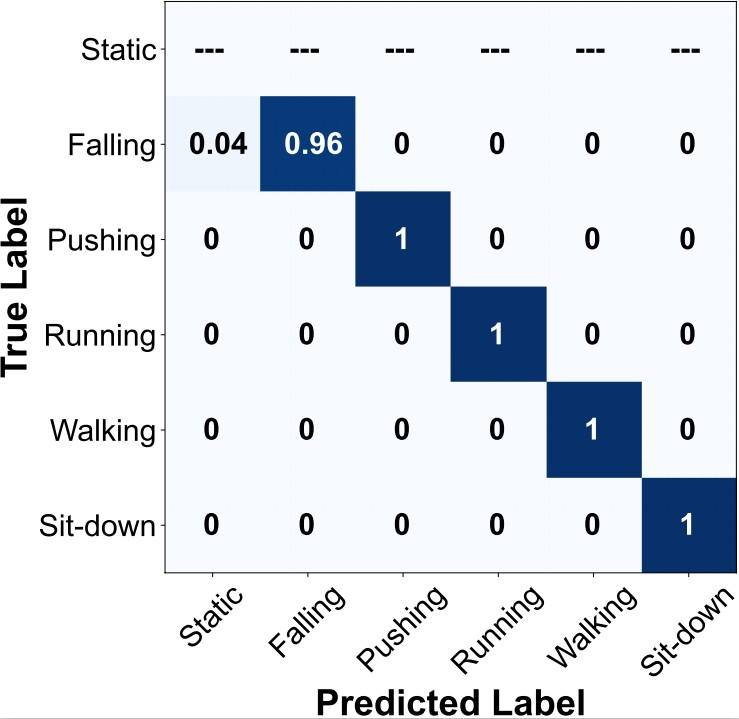 Static --- --- --- --- --- ---
Falling 0.04 0.96 0 0 0 0
Pushing 0 0 1 0 0 0
Running 0 0 0 1 0 0
Walking 0 0 0 0 1 0
Sit-down 0 0 0 0 0 1
True Label
Static Falling Pushing Running Walking Sit-down
Predicted Label